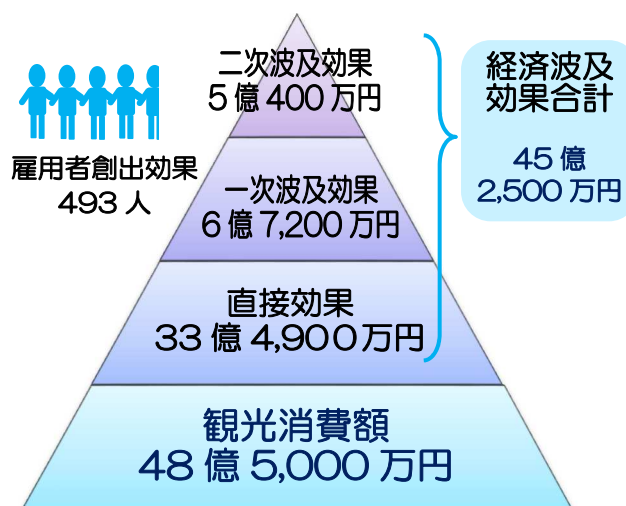 二次波及効果
5億400万円
経済波及
効果合計
45億
2,500万円
雇用者創出効果
493人
一次波及効果
6億7,200万円
直接効果
33億4,900万円
観光消費額
48億5,000万円